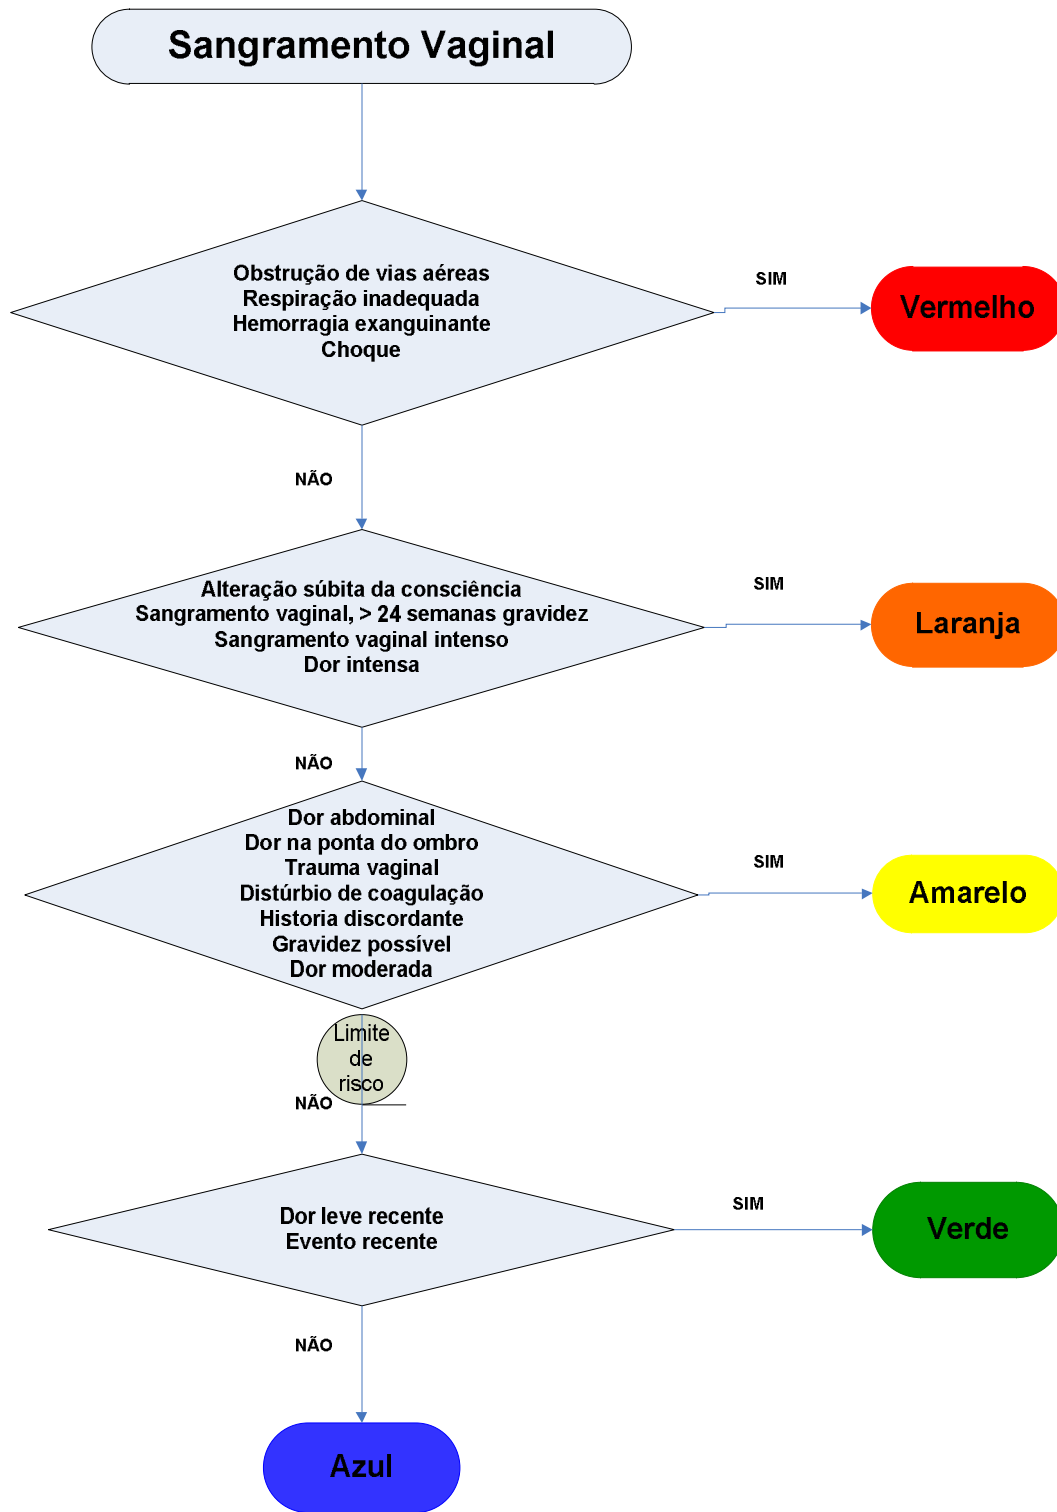 Sangramento Vaginal
Obstrução de vias aéreas
Respiração inadequada
Hemorragia exanguinante
Choque
SIM
Vermelho
NÃO
Alteração súbita da consciência
Sangramento vaginal, > 24 semanas gravidez
Sangramento vaginal intenso
Dor intensa
SIM
Laranja
NÃO
Dor abdominal
Dor na ponta do ombro
Trauma vaginal
Distúrbio de coagulação
Historia discordante
Gravidez possível
Dor moderada
SIM
Amarelo
Limite
de
risco
NÃO
Dor leve recente
Evento recente
SIM
Verde
NÃO
Azul